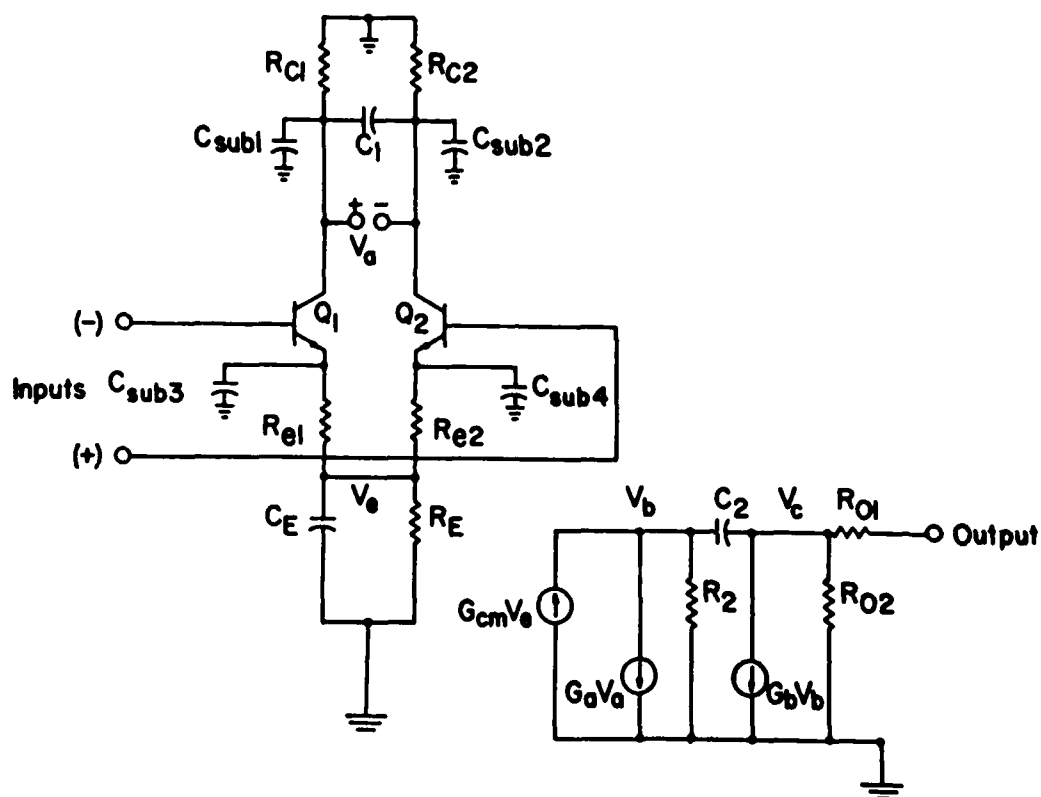 RC1 RC2
Csub1 C1 Csub2
+ −
Va
(-) Q1 Q2
Inputs Csub3 Csub4
Re1 Re2
(+)
Ve
CE RE
Vb C2 Vc RO1
Output
GcmVe R2 RO2
GaVa GbVb